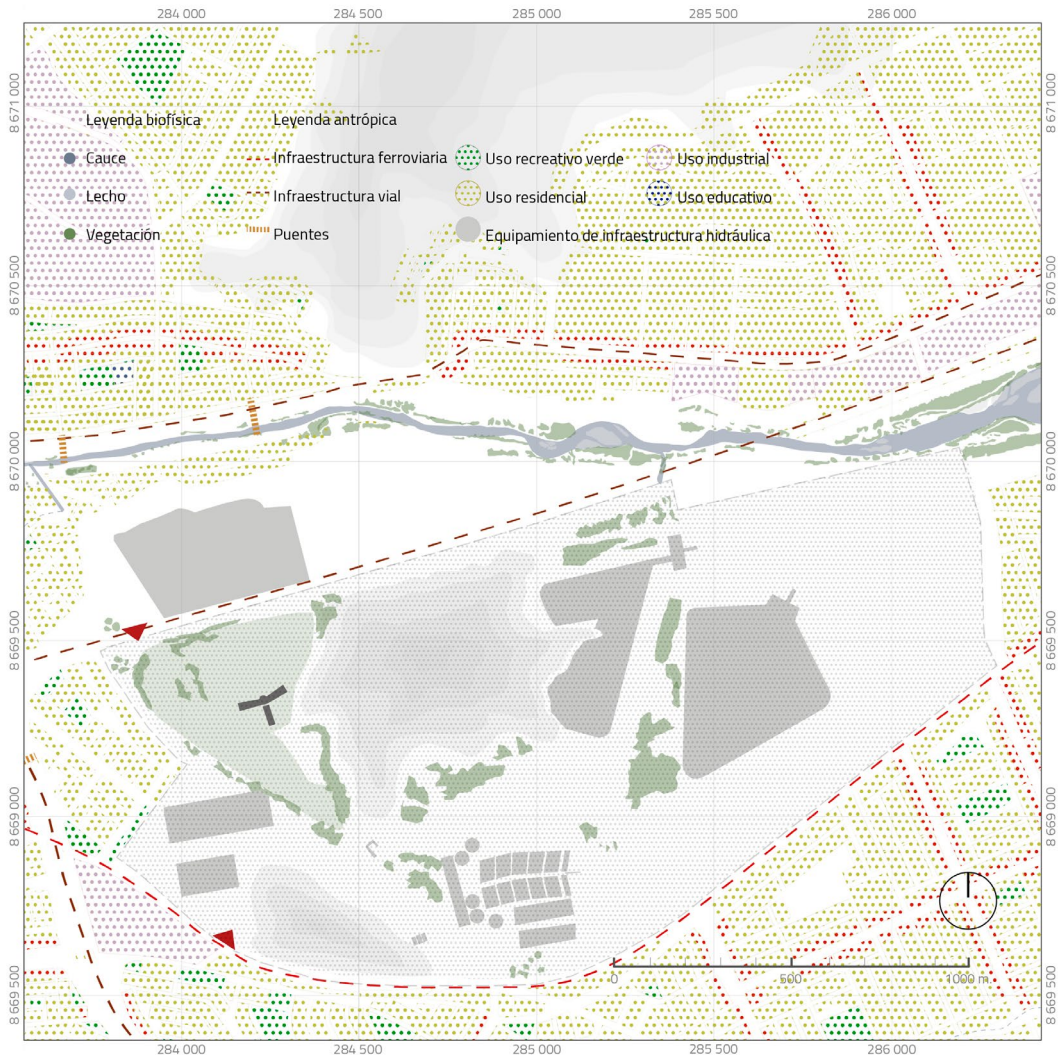 284 000 284 500 285 000 285 500 286 000
8 671 000
8 671 000
Leyenda biofísica
Leyenda antrópica
Cauce
Infraestructura ferroviaria
Uso recreativo verde
Uso industrial
Lecho
Infraestructura vial
Uso residencial
Uso educativo
Vegetación
Puentes
Equipamiento de infraestructura hidráulica
8 670 500
8 670 500
8 670 000
8 670 000
8 669 500
8 669 500
8 669 000
8 669 000
8 669 500
8 669 500
0 500 1000 m
284 000 284 500 285 000 285 500 286 000